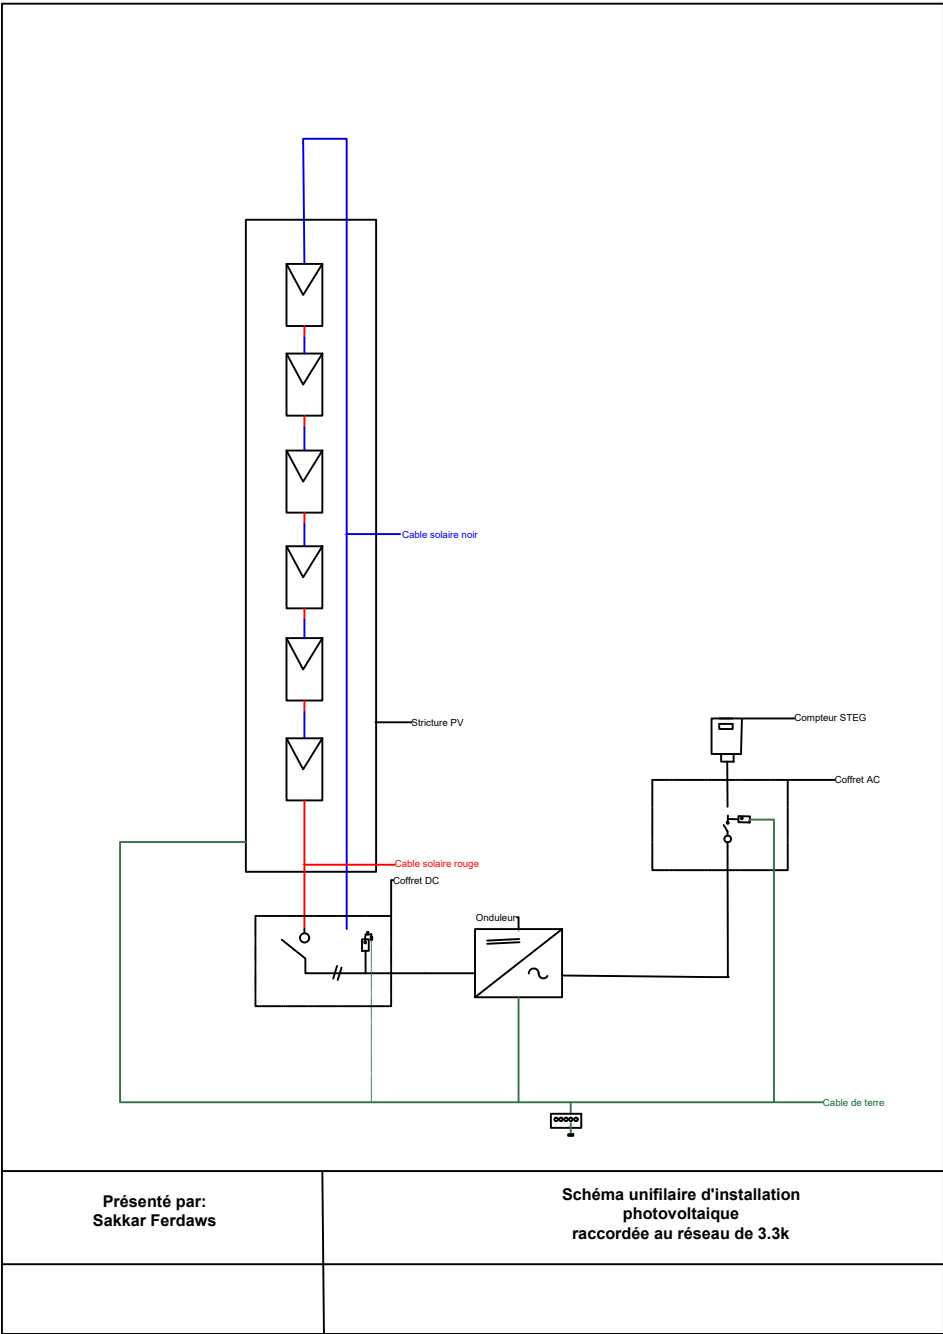 Cable solaire noir
Stricture PV
Compteur STEG
Coffret AC
Cable solaire rouge
Coffret DC
Onduleur
Cable de terre
Présenté par:
Sakkar Ferdaws
Schéma unifilaire d'installation
photovoltaique
raccordée au réseau de 3.3k